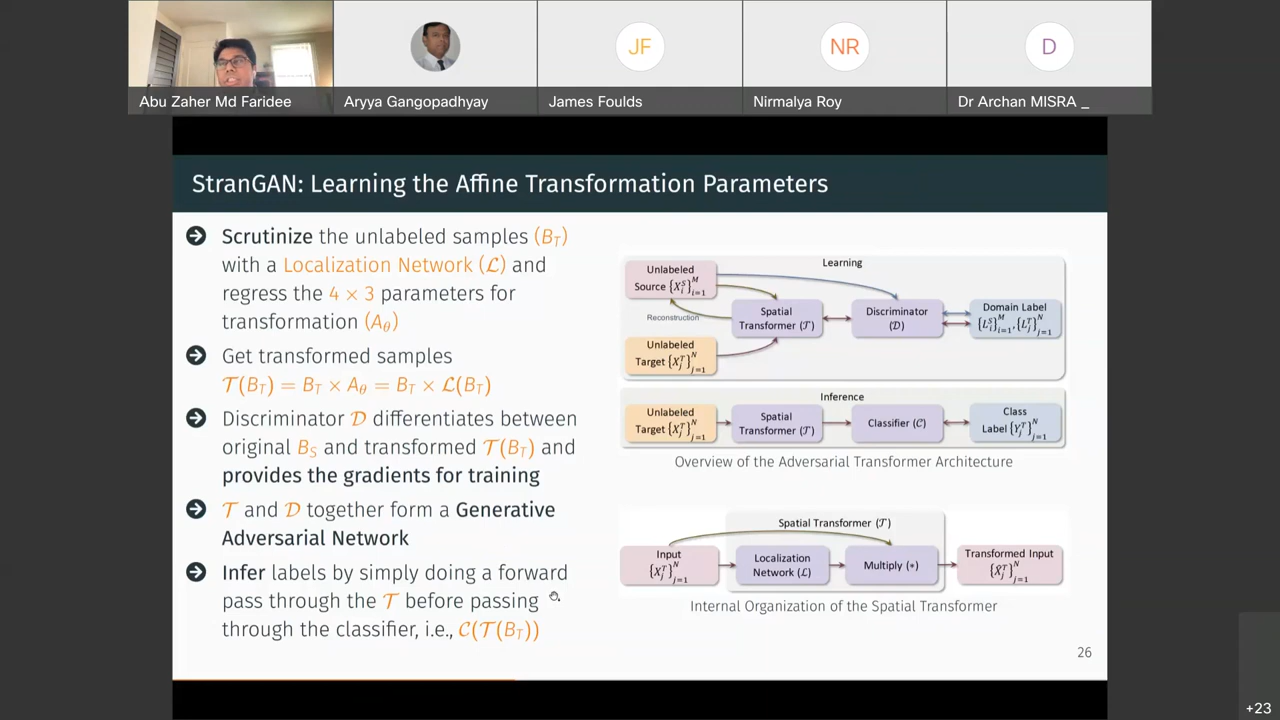 JF
NR
D
Abu Zaher Md Faridee
Aryya Gangopadhyay
James Foulds
Nirmalya Roy
Dr Archan MISRA _
StranGAN: Learning the Affine Transformation Parameters
Scrutinize the unlabeled samples (B_T)
with a Localization Network (ℒ) and
regress the 4 × 3 parameters for
transformation (A_θ)
Get transformed samples
𝒯(B_T) = B_T × A_θ = B_T × ℒ(B_T)
Discriminator 𝒟 differentiates between
original B_S and transformed 𝒯(B_T) and
provides the gradients for training
𝒯 and 𝒟 together form a Generative
Adversarial Network
Infer labels by simply doing a forward
pass through the 𝒯 before passing
through the classifier, i.e., 𝒞(𝒯(B_T))
Learning
Unlabeled
Source {X_i^S}_{i=1}^M
Reconstruction
Unlabeled
Target {X_j^T}_{j=1}^N
Spatial
Transformer (𝒯)
Discriminator
(𝒟)
Domain Label
{L_i^S}_{i=1}^M, {L_j^T}_{j=1}^N
Inference
Unlabeled
Target {X_j^T}_{j=1}^N
Spatial
Transformer (𝒯)
Classifier (𝒞)
Class
Label {Y_j^T}_{j=1}^N
Overview of the Adversarial Transformer Architecture
Spatial Transformer (𝒯)
Input
{X_j^T}_{j=1}^N
Localization
Network (ℒ)
Multiply (*)
Transformed Input
{X̂_j^T}_{j=1}^N
Internal Organization of the Spatial Transformer
26
+23